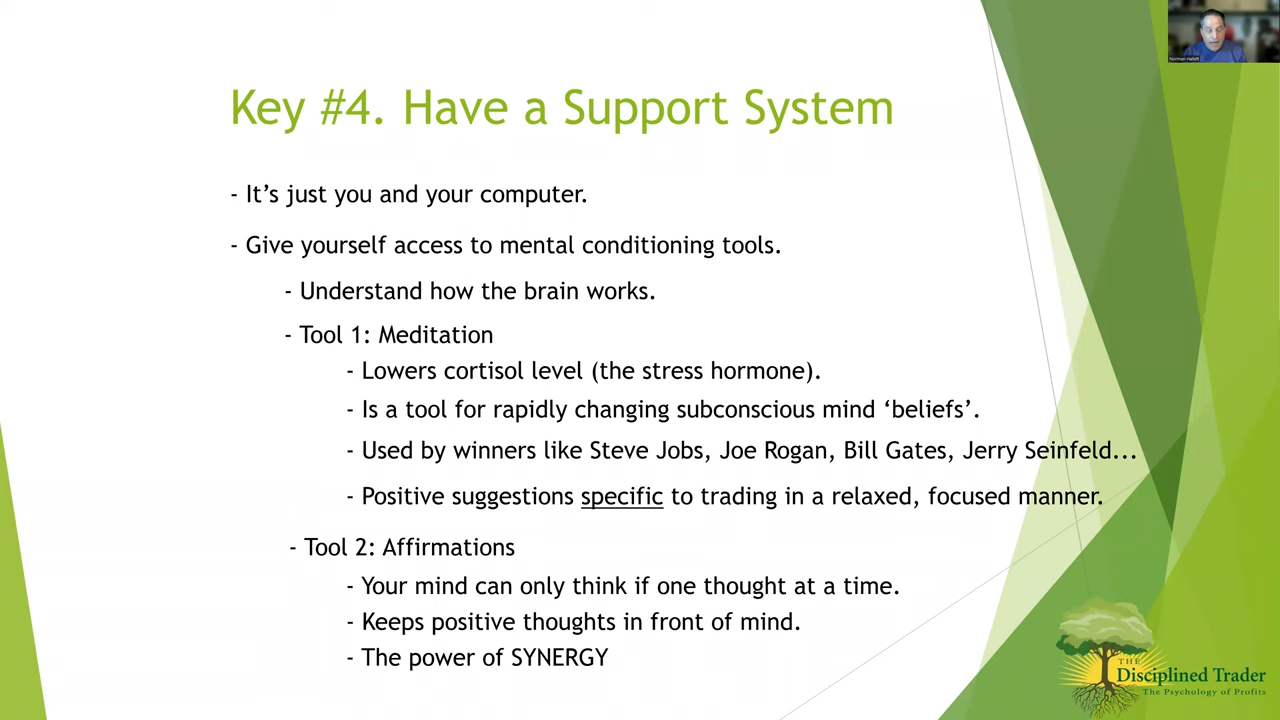 Norman Hallett
Key #4. Have a Support System
- It’s just you and your computer.
- Give yourself access to mental conditioning tools.
- Understand how the brain works.
- Tool 1: Meditation
- Lowers cortisol level (the stress hormone).
- Is a tool for rapidly changing subconscious mind ‘beliefs’.
- Used by winners like Steve Jobs, Joe Rogan, Bill Gates, Jerry Seinfeld...
- Positive suggestions specific to trading in a relaxed, focused manner.
- Tool 2: Affirmations
- Your mind can only think if one thought at a time.
- Keeps positive thoughts in front of mind.
- The power of SYNERGY
THE
Disciplined Trader
The Psychology of Profits